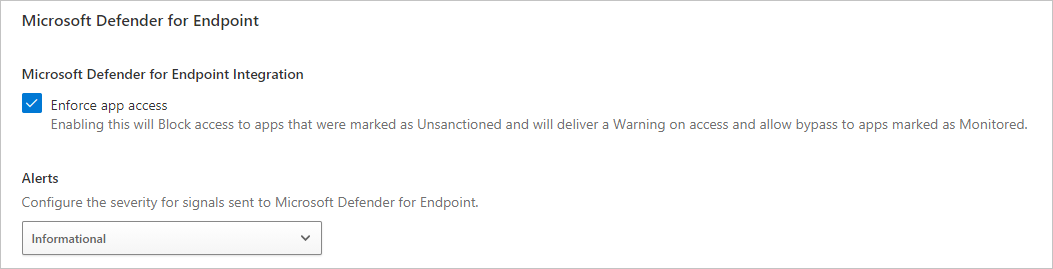 Microsoft Defender for Endpoint
Microsoft Defender for Endpoint Integration
Enforce app access
Enabling this will Block access to apps that were marked as Unsanctioned and will deliver a Warning on access and allow bypass to apps marked as Monitored.
Alerts
Configure the severity for signals sent to Microsoft Defender for Endpoint.
Informational